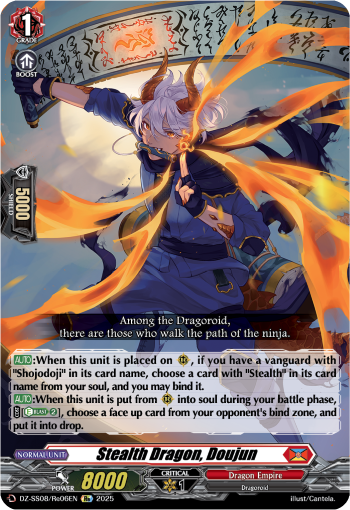 1
GRADE
BOOST
5000
SHIELD
Among the Dragoroid,
there are those who walk the path of the ninja.
AUTO:When this unit is placed on , if you have a vanguard with
"Shojodoji" in its card name, choose a card with "Stealth" in its card
name from your soul, and you may bind it.
AUTO:When this unit is put from into soul during your battle phase,
E-BLAST 2], choose a face up card from your opponent's bind zone, and
put it into drop.
NORMAL UNIT
Stealth Dragon, Doujun
POWER 8000
CRITICAL
1
Dragon Empire
Dragoroid
D DZ-SS08/Re06EN 2025
illust/Cantela.